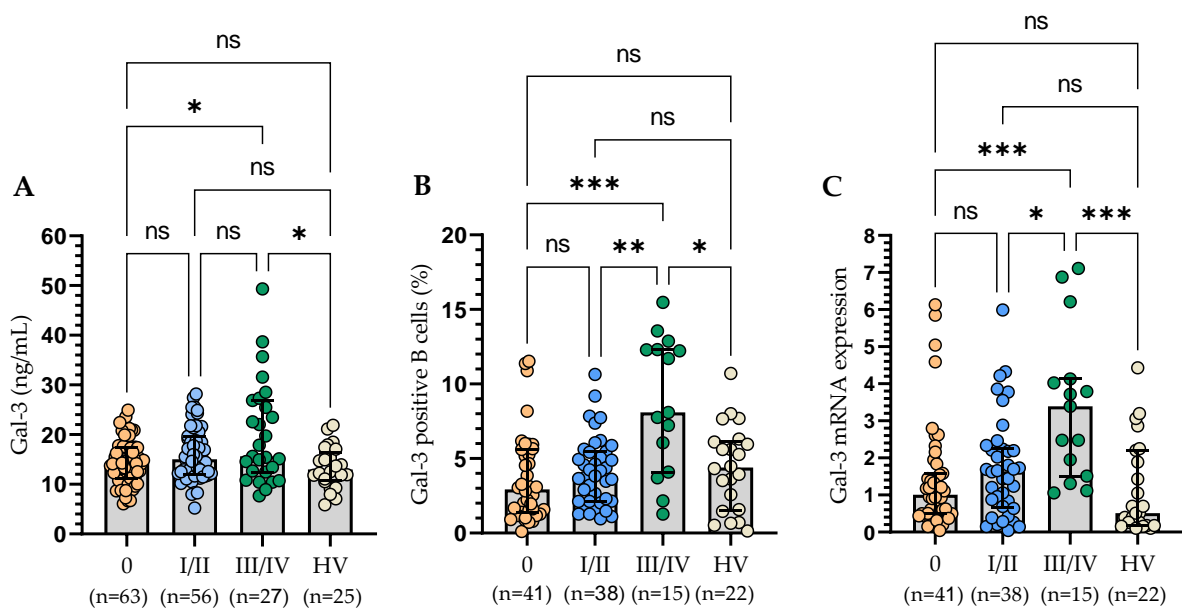 A
ns
*
ns
ns
ns
*
Gal-3 (ng/mL)
60
50
40
30
20
10
0
0
I/II
III/IV
HV
(n=63)
(n=56)
(n=27)
(n=25)
B
ns
ns
***
ns
**
*
Gal-3 positive B cells (%)
20
15
10
5
0
0
I/II
III/IV
HV
(n=41)
(n=38)
(n=15)
(n=22)
C
ns
ns
***
ns
*
***
Gal-3 mRNA expression
8
7
6
5
4
3
2
1
0
0
I/II
III/IV
HV
(n=41)
(n=38)
(n=15)
(n=22)